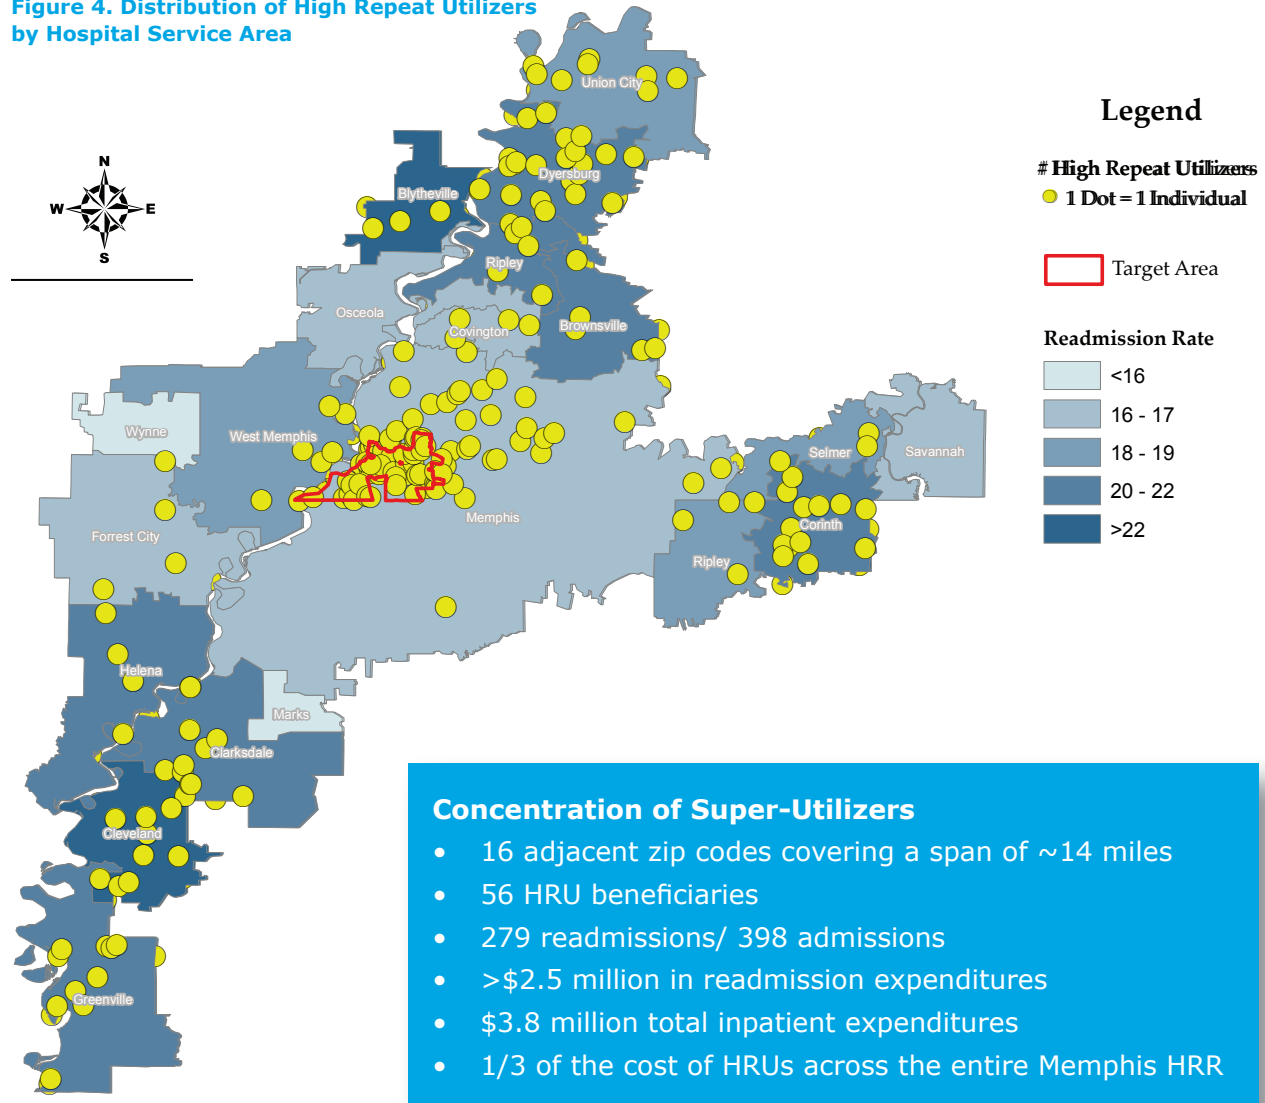 Figure 4. Distribution of High Repeat Utilizers
by Hospital Service Area
N
W E
S
Union City
Dyersburg
Blytheville
Ripley
Osceola
Covington
Brownsville
Wynne
West Memphis
Selmer
Savannah
Memphis
Corinth
Forrest City
Ripley
Helena
Marks
Clarksdale
Cleveland
Greenville
Legend
# High Repeat Utilizers
1 Dot = 1 Individual
Target Area
Readmission Rate
<16
16 - 17
18 - 19
20 - 22
>22
Concentration of Super-Utilizers
• 16 adjacent zip codes covering a span of ~14 miles
• 56 HRU beneficiaries
• 279 readmissions/ 398 admissions
• >$2.5 million in readmission expenditures
• $3.8 million total inpatient expenditures
• 1/3 of the cost of HRUs across the entire Memphis HRR